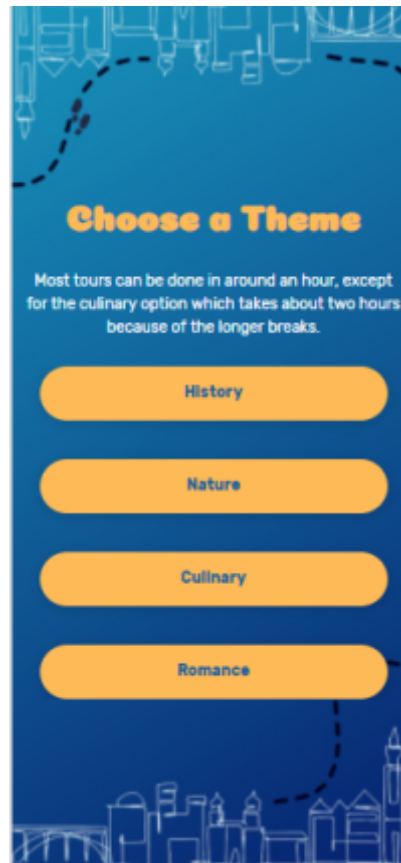 Choose a Theme
Most tours can be done in around an hour, except
for the culinary option which takes about two hours
because of the longer breaks.
History
Nature
Culinary
Romance